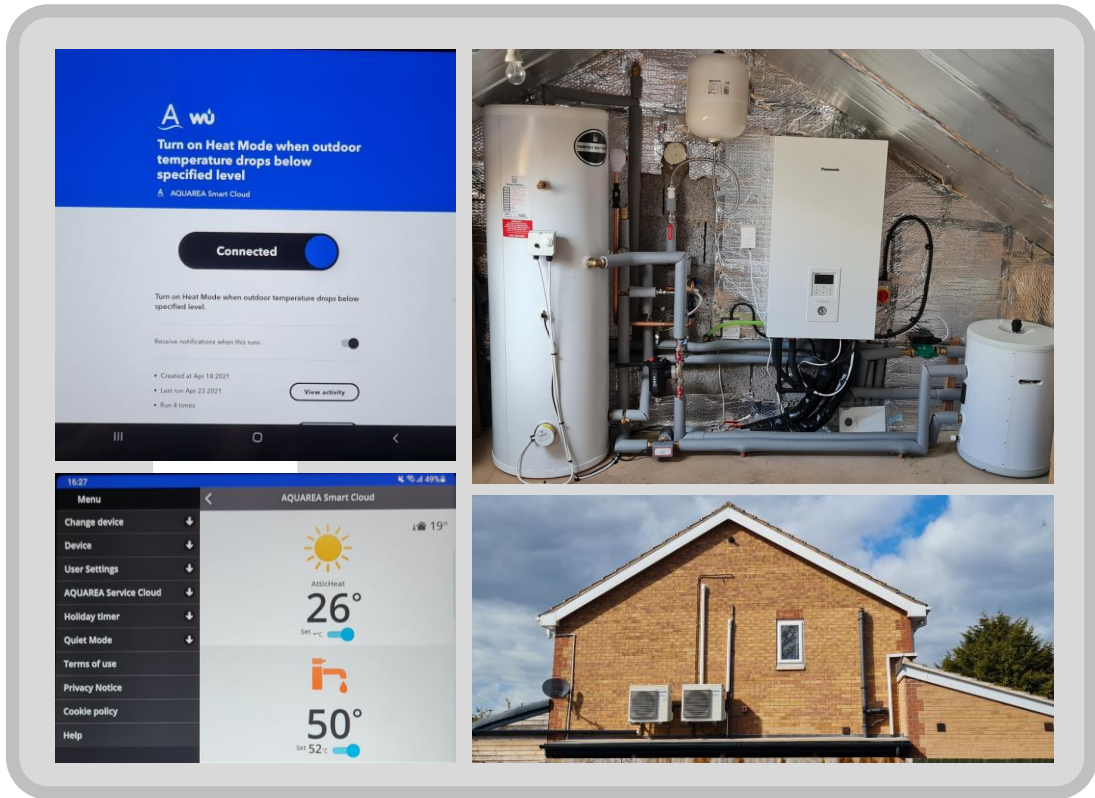 A wù
Turn on Heat Mode when outdoor
temperature drops below
specified level
A AQUAREA Smart Cloud
Connected
Turn on Heat Mode when outdoor temperature drops below
specified level.
Receive notifications when this runs.
• Created at Apr 18 2021
• Last run Apr 23 2021
• Run 4 times
View activity
Panasonic
16:27
49%
Menu
AQUAREA Smart Cloud
Change device
Device
User Settings
AQUAREA Service Cloud
Holiday timer
Quiet Mode
Terms of use
Privacy Notice
Cookie policy
Help
19°
AtticHeat
26°
Set --°C
50°
Set 52°C